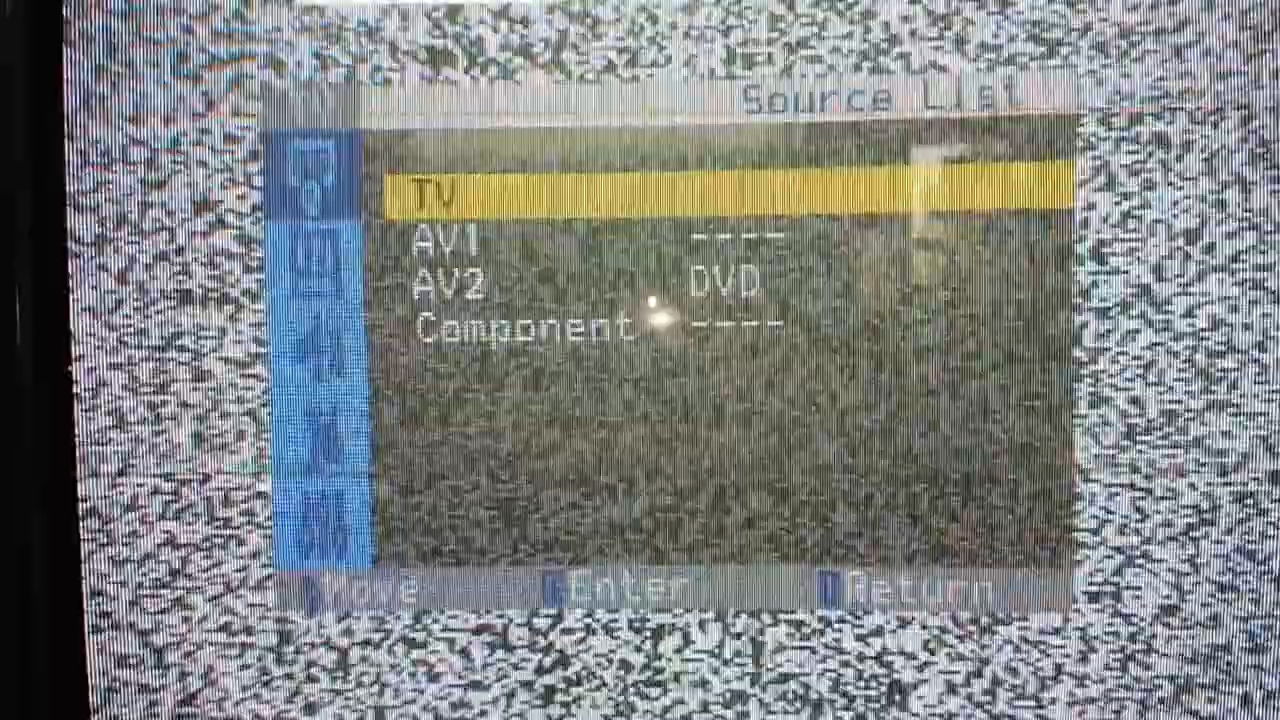 Source List
TV
AV1 ----
AV2 DVD
Component ----
Move Enter Return